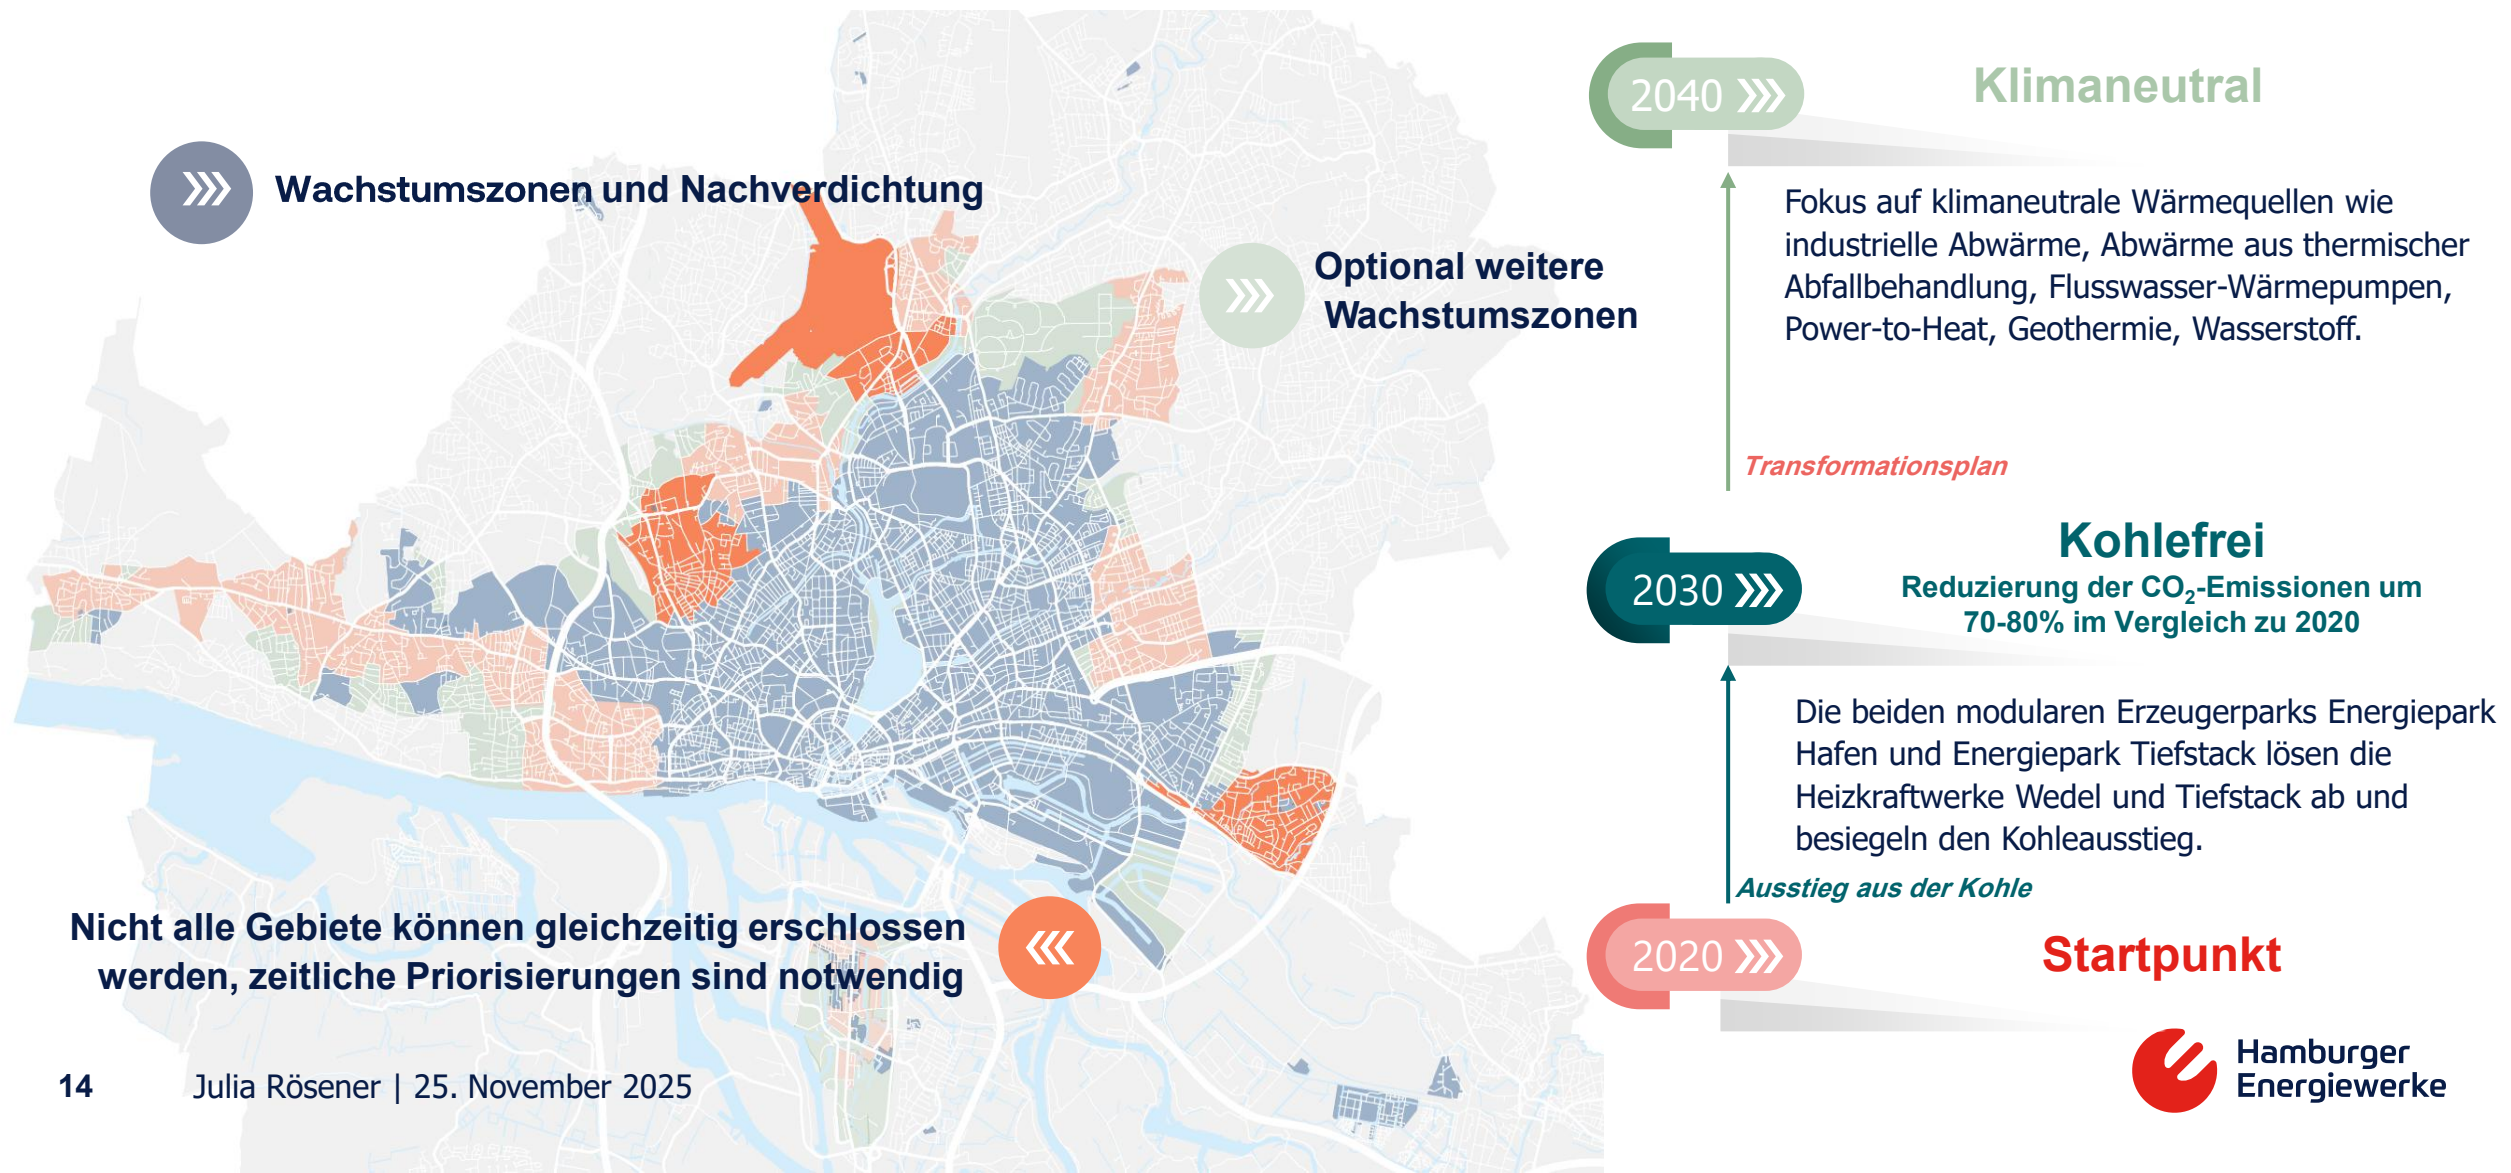 Wachstumszonen und Nachverdichtung
Optional weitere
Wachstumszonen
Nicht alle Gebiete können gleichzeitig erschlossen
werden, zeitliche Priorisierungen sind notwendig
2040
Klimaneutral
Fokus auf klimaneutrale Wärmequellen wie
industrielle Abwärme, Abwärme aus thermischer
Abfallbehandlung, Flusswasser-Wärmepumpen,
Power-to-Heat, Geothermie, Wasserstoff.
Transformationsplan
2030
Kohlefrei
Reduzierung der CO₂-Emissionen um
70-80% im Vergleich zu 2020
Die beiden modularen Erzeugerparks Energiepark
Hafen und Energiepark Tiefstack lösen die
Heizkraftwerke Wedel und Tiefstack ab und
besiegeln den Kohleausstieg.
Ausstieg aus der Kohle
2020
Startpunkt
Hamburger
Energiewerke
14 Julia Rösener | 25. November 2025